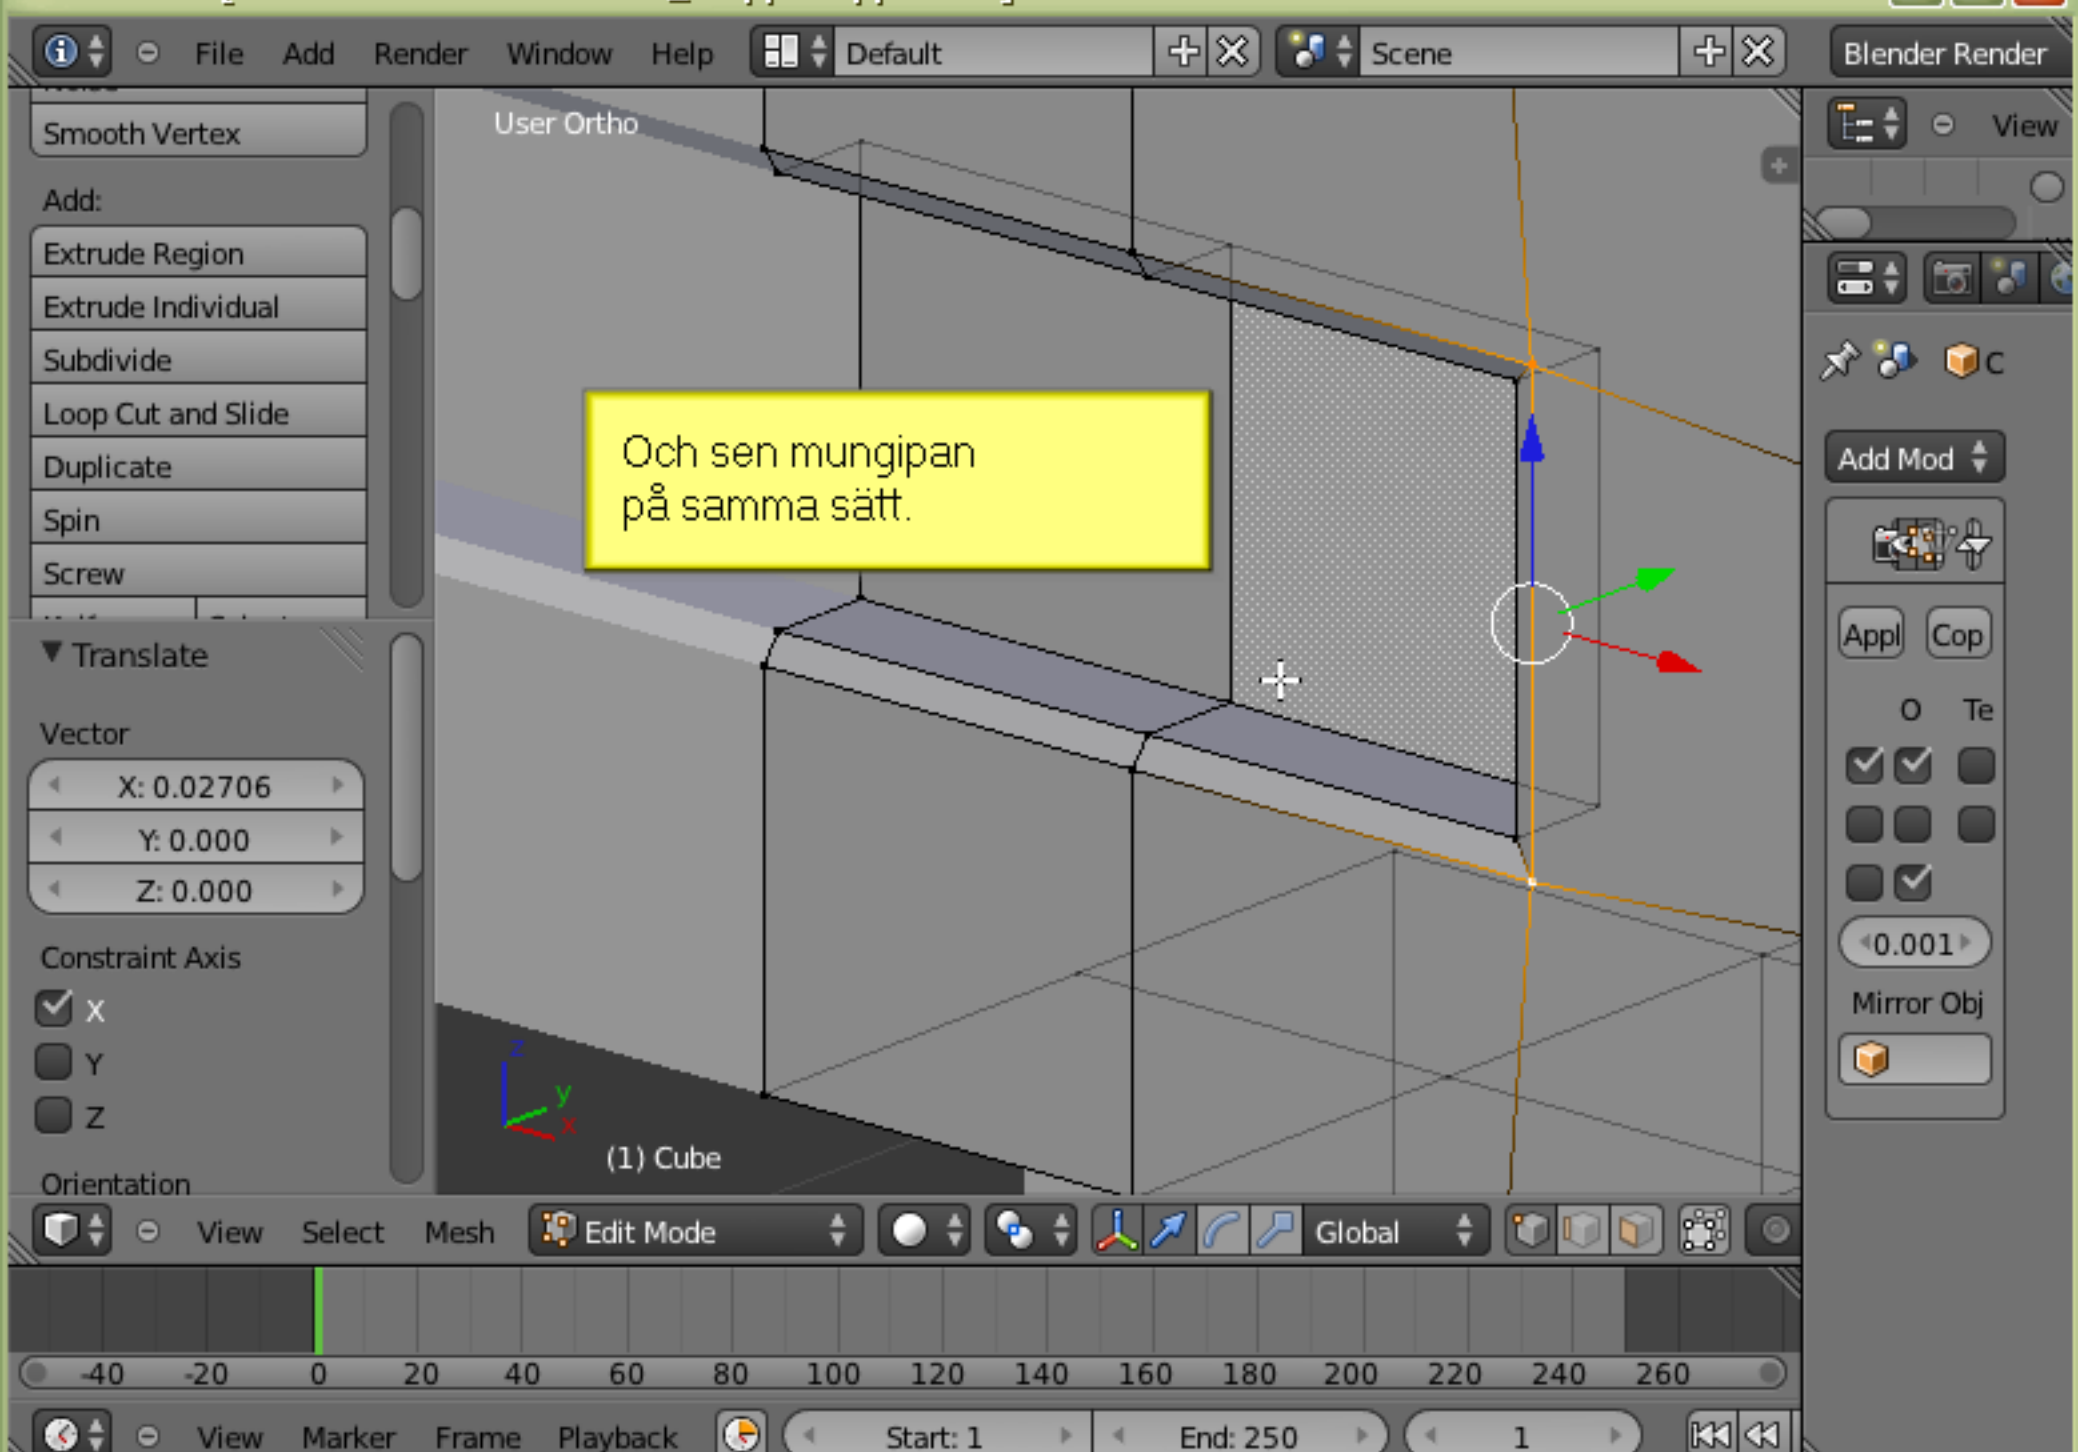 File Add Render Window Help Default Scene Blender Render
Smooth Vertex
User Ortho
View
Add:
Extrude Region
Extrude Individual
Subdivide
Loop Cut and Slide
Duplicate
Spin
Screw
Och sen mungipan
på samma sätt.
C
Add Mod
Appl Cop
O Te
0.001
Mirror Obj
Translate
Vector
X: 0.02706
Y: 0.000
Z: 0.000
Constraint Axis
X
Y
Z
Orientation
z
y
x
(1) Cube
View Select Mesh Edit Mode Global
-40 -20 0 20 40 60 80 100 120 140 160 180 200 220 240 260
View Marker Frame Playback Start: 1 End: 250 1